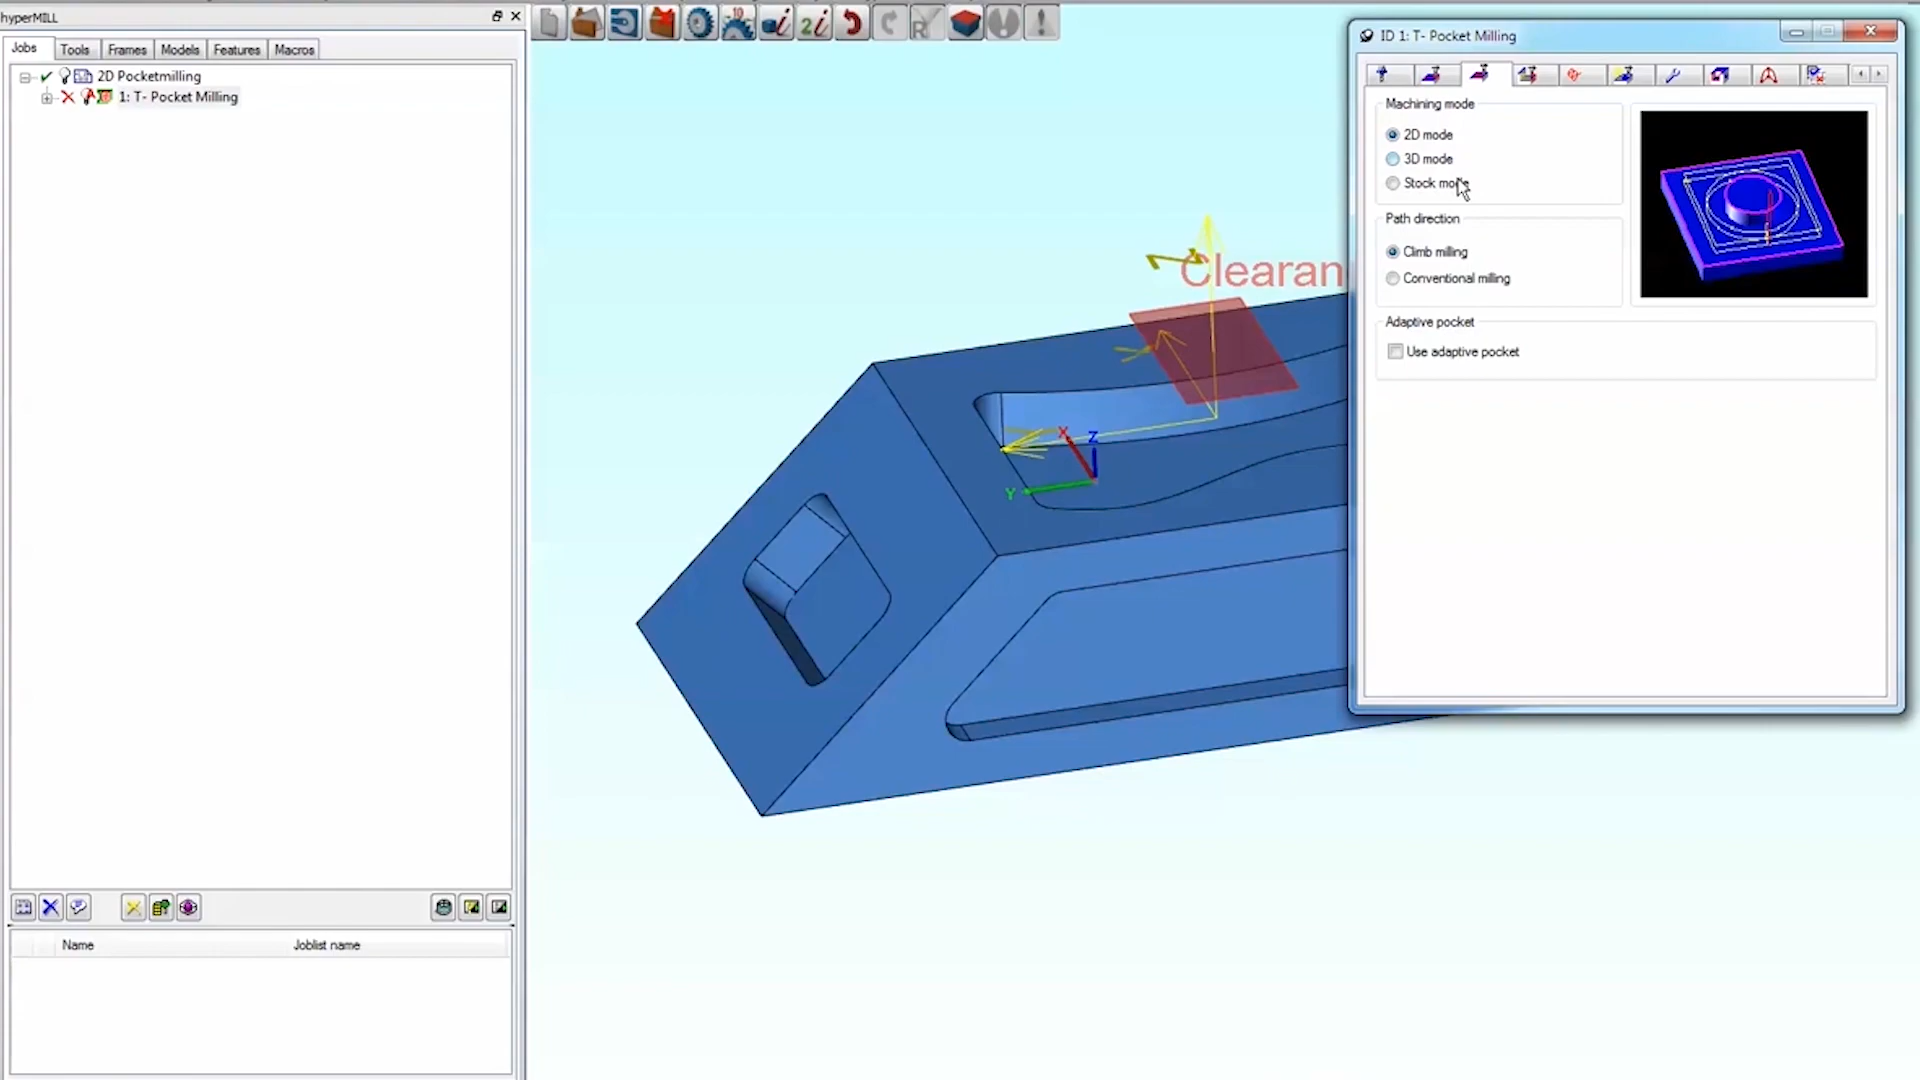 hyperMILL
Jobs Tools Frames Models Features Macros
2D Pocketmilling
1: T- Pocket Milling
Name Joblist name
10
i 2i
R
Clearan
X
Z
Y
ID 1: T- Pocket Milling
Machining mode
2D mode
3D mode
Stock mode
Path direction
Climb milling
Conventional milling
Adaptive pocket
Use adaptive pocket